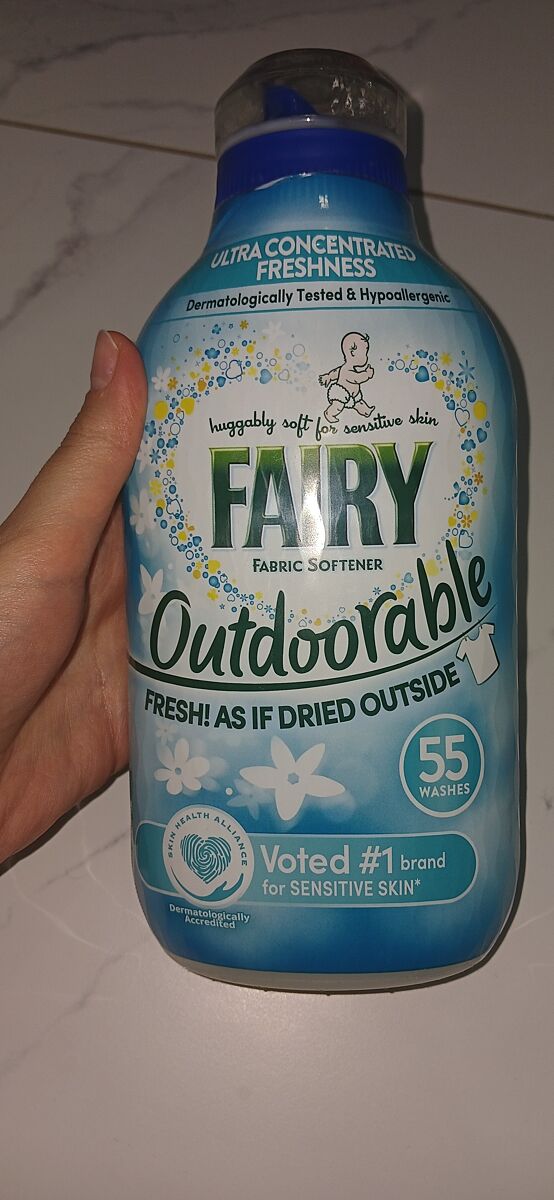 ULTRA CONCENTRATED
FRESHNESS
Dermatologically Tested & Hypoallergenic
huggably soft for sensitive skin
FAIRY
FABRIC SOFTENER
Outdoorable
FRESH! AS IF DRIED OUTSIDE
55
WASHES
SKIN HEALTH ALLIANCE
Voted #1 brand
for SENSITIVE SKIN*
Dermatologically
Accredited